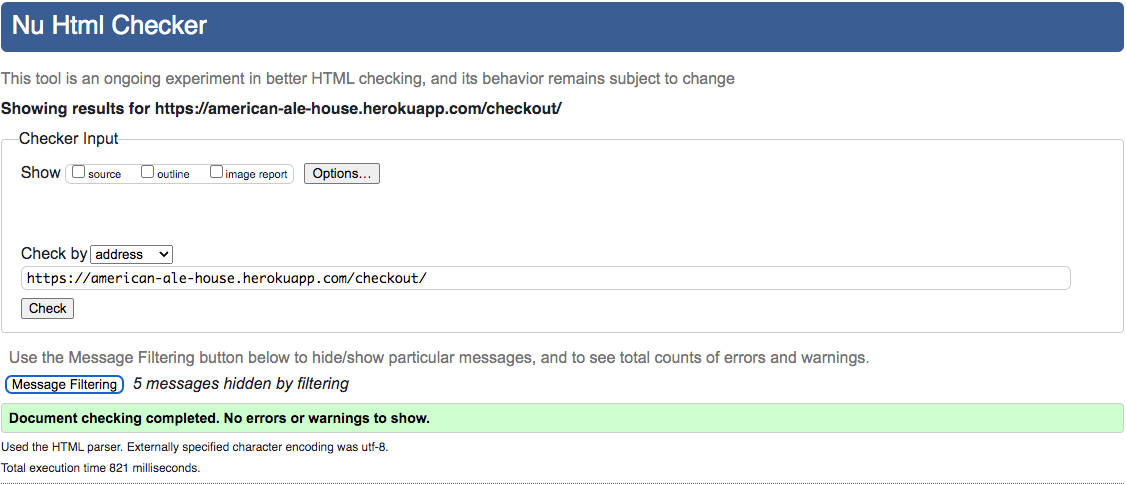 Nu Html Checker
This tool is an ongoing experiment in better HTML checking, and its behavior remains subject to change
Showing results for https://american-ale-house.herokuapp.com/checkout/
Checker Input
Show source outline image report Options...
Check by address
https://american-ale-house.herokuapp.com/checkout/
Check
Use the Message Filtering button below to hide/show particular messages, and to see total counts of errors and warnings.
Message Filtering 5 messages hidden by filtering
Document checking completed. No errors or warnings to show.
Used the HTML parser. Externally specified character encoding was utf-8.
Total execution time 821 milliseconds.